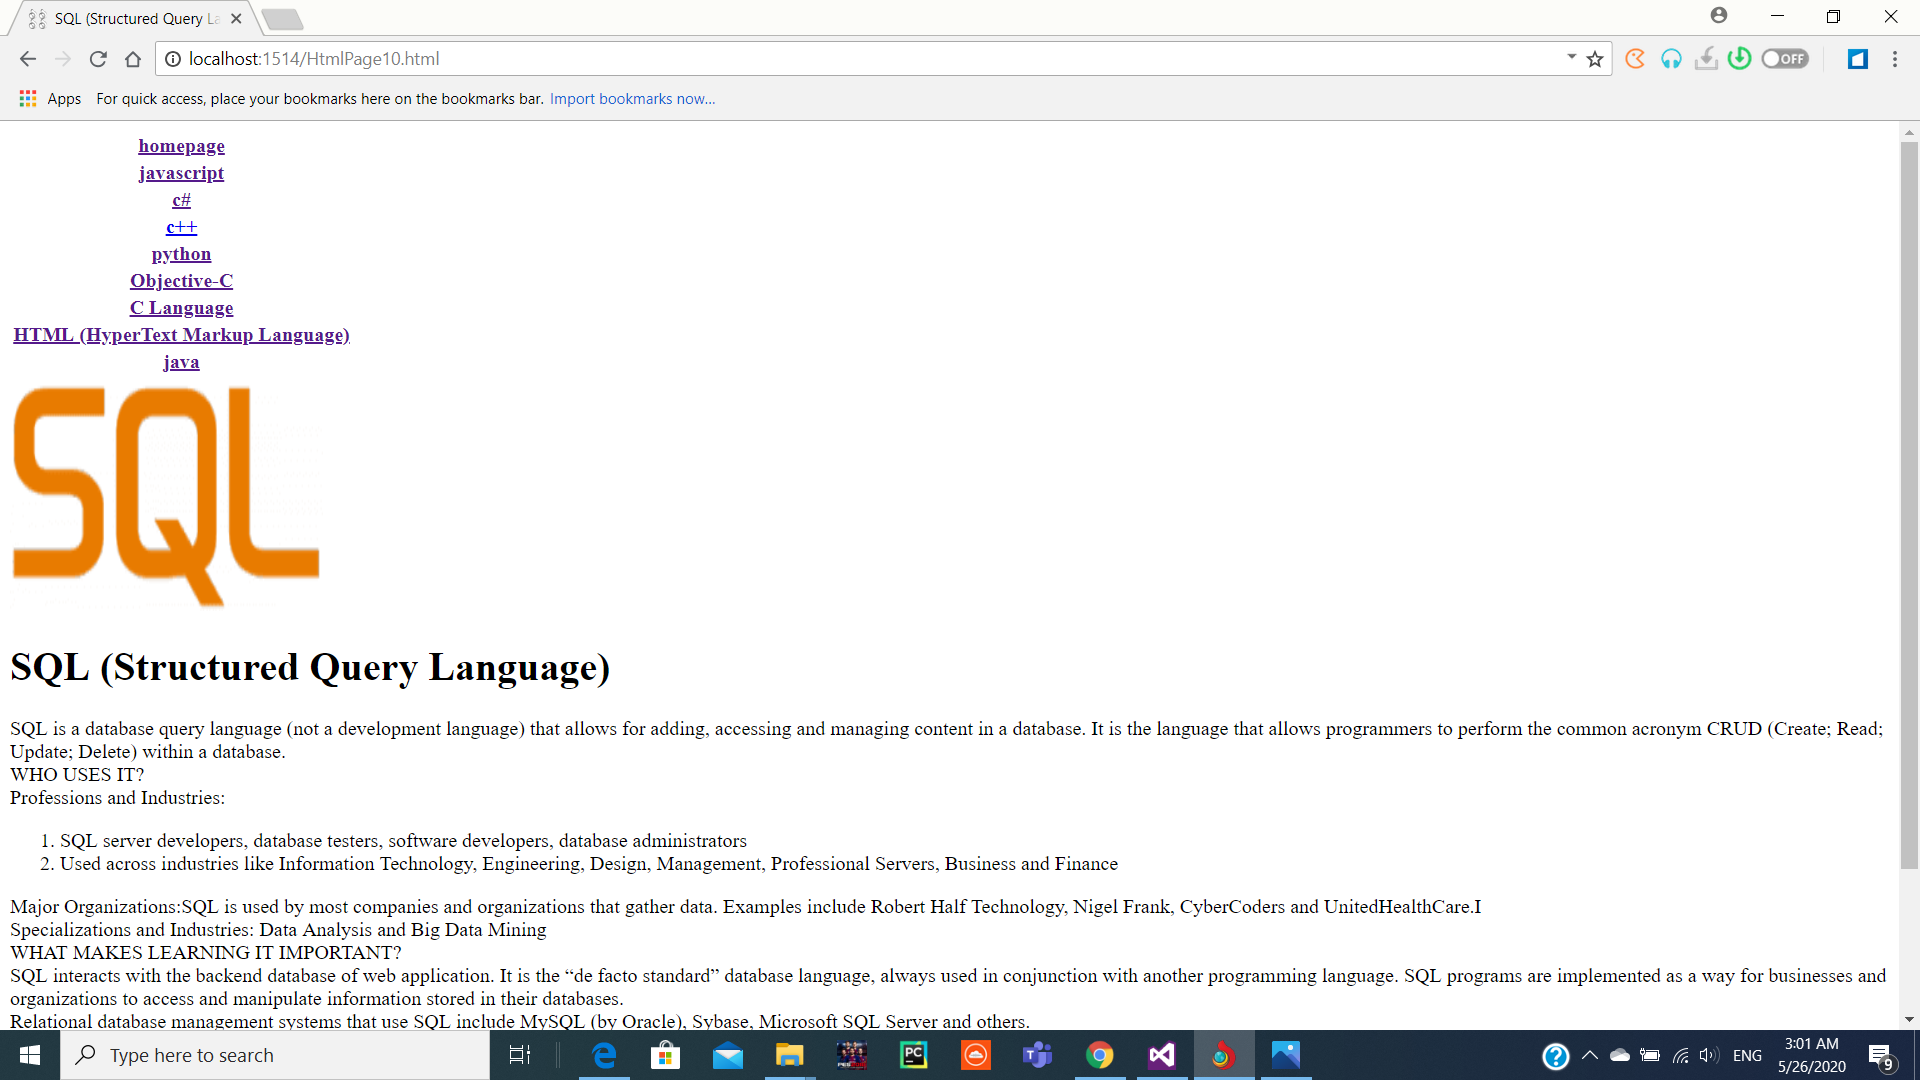 SQL (Structured Query La
localhost:1514/HtmlPage10.html
OFF
Apps For quick access, place your bookmarks here on the bookmarks bar. Import bookmarks now...
homepage
javascript
c#
c++
python
Objective-C
C Language
HTML (HyperText Markup Language)
java
SQL
SQL (Structured Query Language)
SQL is a database query language (not a development language) that allows for adding, accessing and managing content in a database. It is the language that allows programmers to perform the common acronym CRUD (Create; Read;
Update; Delete) within a database.
WHO USES IT?
Professions and Industries:
1. SQL server developers, database testers, software developers, database administrators
2. Used across industries like Information Technology, Engineering, Design, Management, Professional Servers, Business and Finance
Major Organizations:SQL is used by most companies and organizations that gather data. Examples include Robert Half Technology, Nigel Frank, CyberCoders and UnitedHealthCare.I
Specializations and Industries: Data Analysis and Big Data Mining
WHAT MAKES LEARNING IT IMPORTANT?
SQL interacts with the backend database of web application. It is the “de facto standard” database language, always used in conjunction with another programming language. SQL programs are implemented as a way for businesses and
organizations to access and manipulate information stored in their databases.
Relational database management systems that use SQL include MySQL (by Oracle), Sybase, Microsoft SQL Server and others.
Type here to search
PC
ENG
3:01 AM
5/26/2020
9